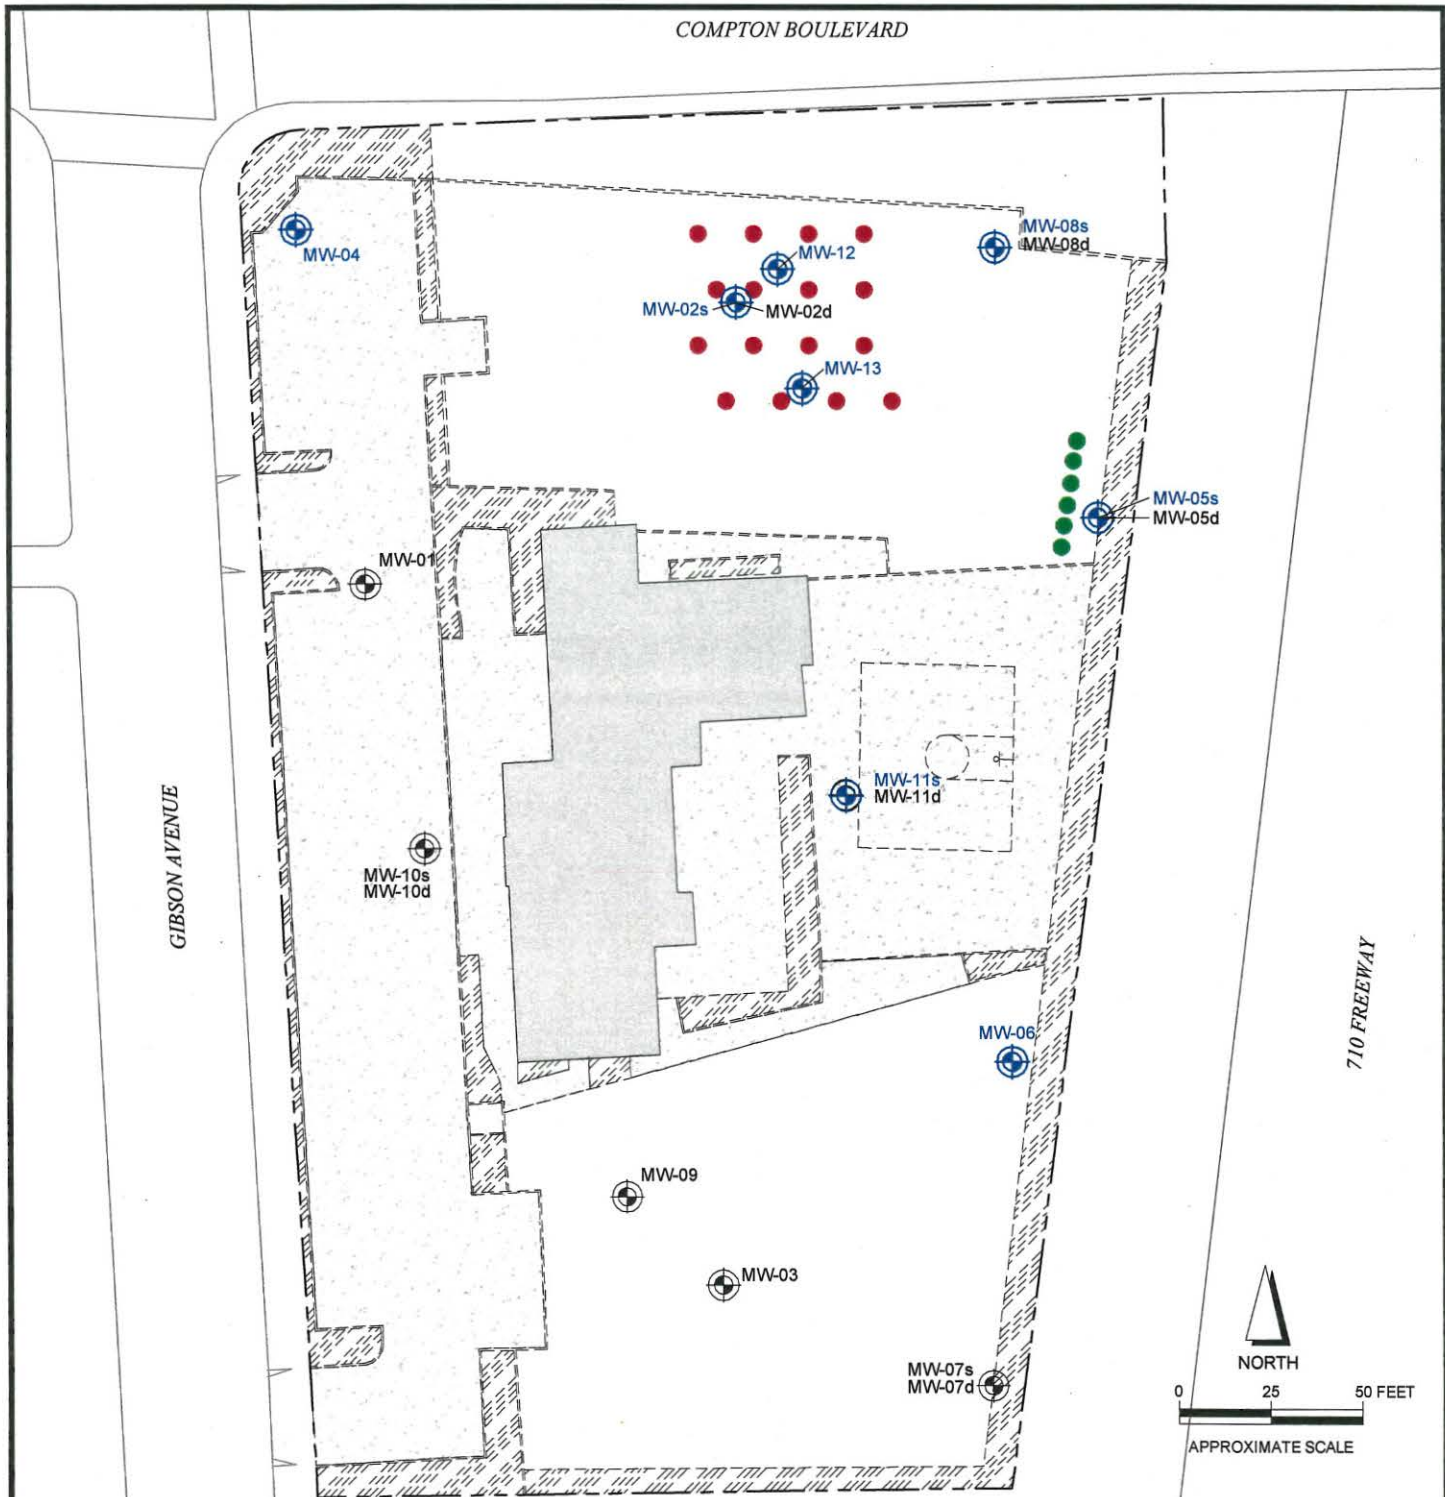 COMPTON BOULEVARD
MW-08s
MW-08d
MW-04
MW-12
MW-02s
MW-02d
MW-13
MW-05s
MW-05d
MW-01
MW-11s
MW-11d
GIBSON AVENUE
MW-10s
MW-10d
710 FREEWAY
MW-06
MW-09
MW-03
MW-07s
MW-07d
NORTH
0 25 50 FEET
APPROXIMATE SCALE